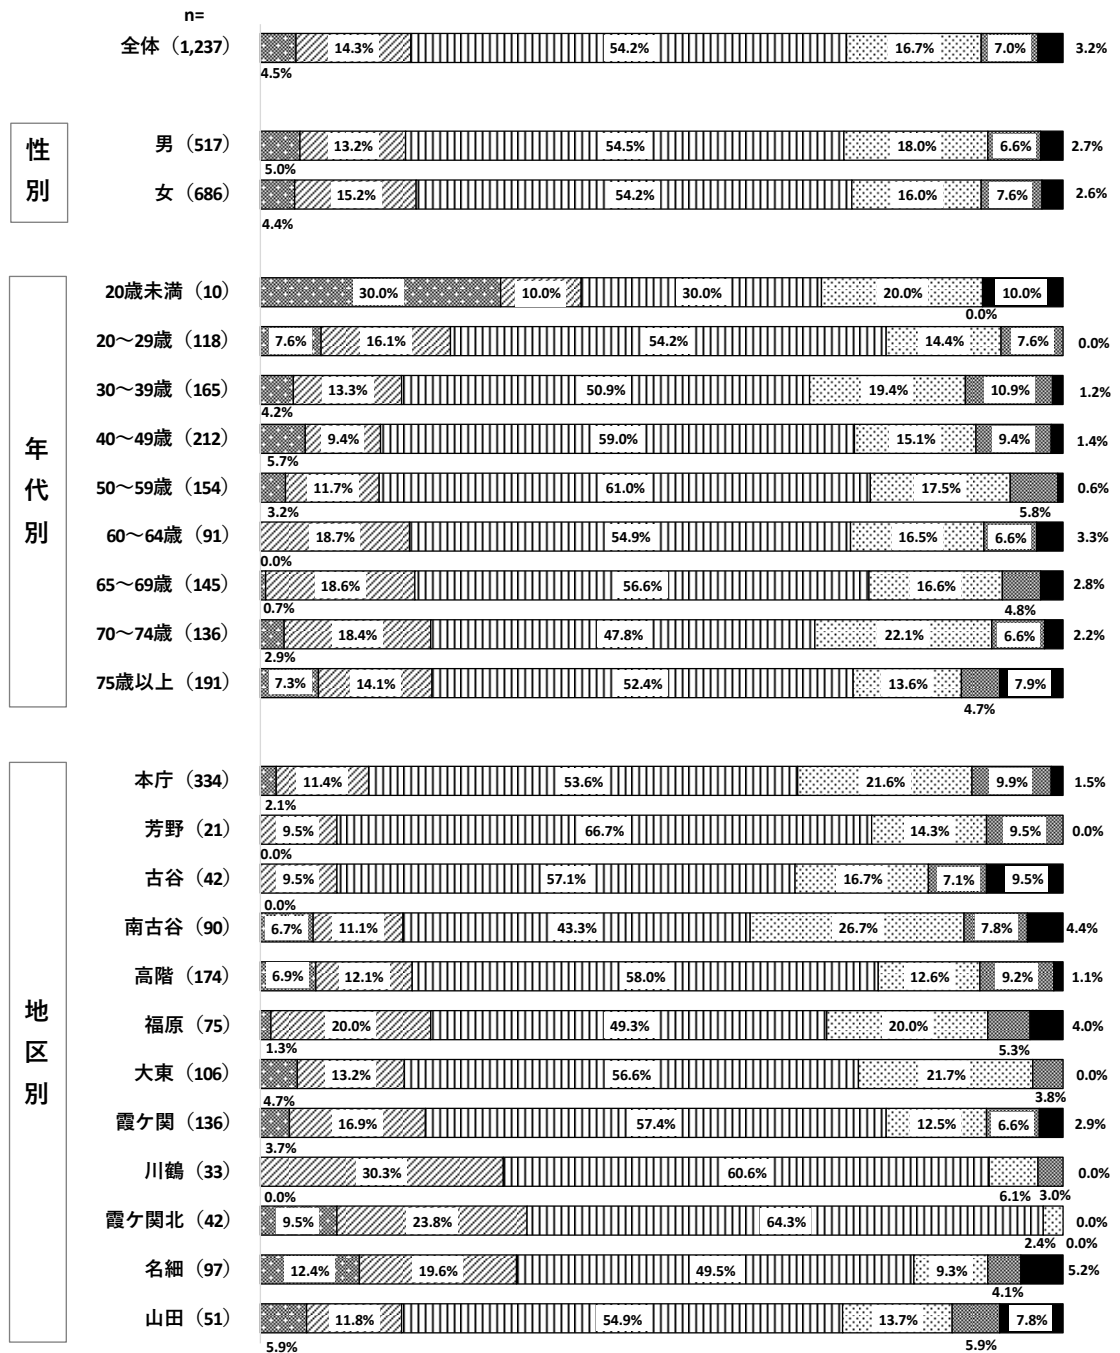 n=
全体（1,237） 14.3% 54.2% 16.7% 7.0% 3.2%
4.5%
性別
男（517） 13.2% 54.5% 18.0% 6.6% 2.7%
5.0%
女（686） 15.2% 54.2% 16.0% 7.6% 2.6%
4.4%
年代別
20歳未満（10） 30.0% 10.0% 30.0% 20.0% 10.0%
0.0%
20～29歳（118） 7.6% 16.1% 54.2% 14.4% 7.6% 0.0%
30～39歳（165） 13.3% 50.9% 19.4% 10.9% 1.2%
4.2%
40～49歳（212） 9.4% 59.0% 15.1% 9.4% 1.4%
5.7%
50～59歳（154） 11.7% 61.0% 17.5% 0.6%
3.2% 5.8%
60～64歳（91） 18.7% 54.9% 16.5% 6.6% 3.3%
0.0%
65～69歳（145） 18.6% 56.6% 16.6% 2.8%
0.7% 4.8%
70～74歳（136） 18.4% 47.8% 22.1% 6.6% 2.2%
2.9%
75歳以上（191） 7.3% 14.1% 52.4% 13.6% 7.9%
4.7%
地区別
本庁（334） 11.4% 53.6% 21.6% 9.9% 1.5%
2.1%
芳野（21） 9.5% 66.7% 14.3% 9.5% 0.0%
0.0%
古谷（42） 9.5% 57.1% 16.7% 7.1% 9.5%
0.0%
南古谷（90） 6.7% 11.1% 43.3% 26.7% 7.8% 4.4%
高階（174） 6.9% 12.1% 58.0% 12.6% 9.2% 1.1%
福原（75） 20.0% 49.3% 20.0% 4.0%
1.3% 5.3%
大東（106） 13.2% 56.6% 21.7% 0.0%
4.7% 3.8%
霞ケ関（136） 16.9% 57.4% 12.5% 6.6% 2.9%
3.7%
川鶴（33） 30.3% 60.6% 0.0%
0.0% 6.1% 3.0%
霞ケ関北（42） 9.5% 23.8% 64.3% 0.0%
2.4% 0.0%
名細（97） 12.4% 19.6% 49.5% 9.3% 5.2%
4.1%
山田（51） 11.8% 54.9% 13.7% 7.8%
5.9% 5.9%